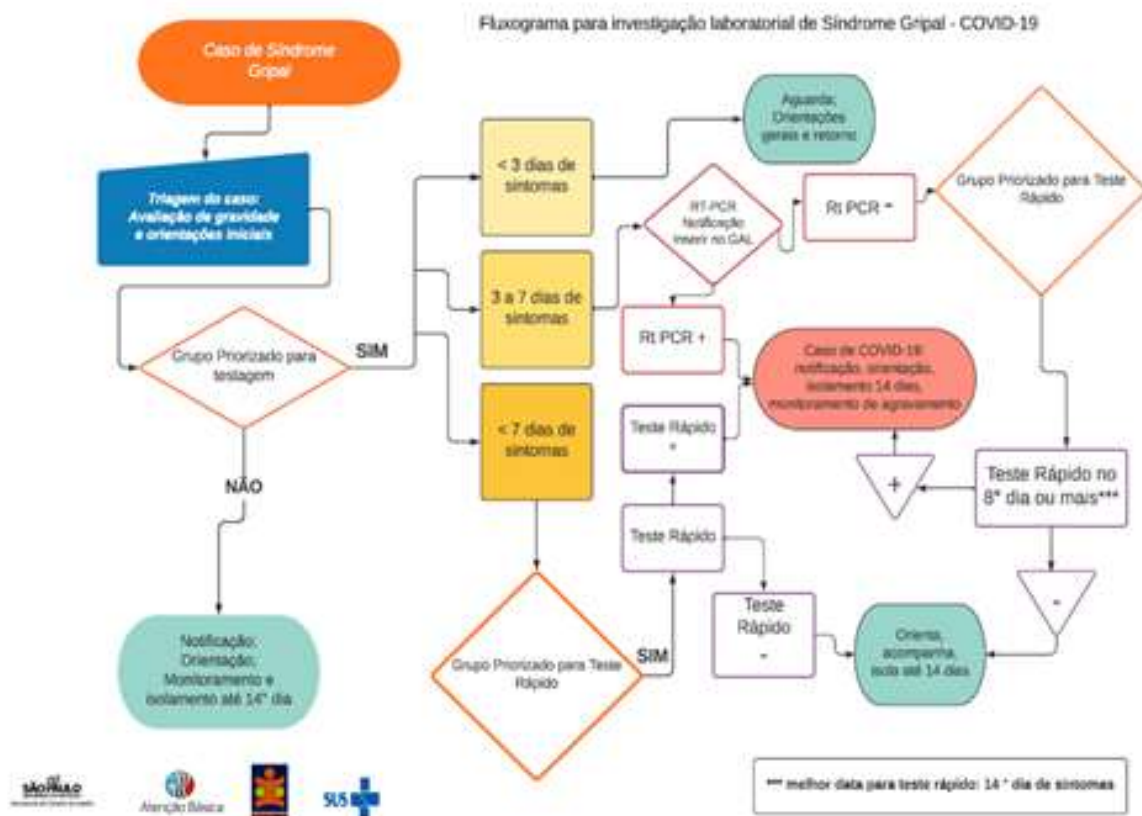 Fluxograma para investigação laboratorial de Síndrome Gripal - COVID-19
Caso de Síndrome
Gripal
Triagem do caso:
Avaliação de gravidade
e orientações iniciais
Grupo Priorizado para
testagem
SIM
NÃO
Notificação;
Orientação;
Monitoramento e
isolamento até 14° dia
< 3 dias de
sintomas
3 a 7 dias de
sintomas
< 7 dias de
sintomas
Aguarda;
Orientações
gerais e retorno
RT-PCR
Notificação
Inserir no GAL
Rt PCR -
Grupo Priorizado para Teste
Rápido
Rt PCR +
Caso de COVID-19:
notificação, orientação,
isolamento 14 dias,
monitoramento de agravamento
Teste Rápido
+
Teste Rápido
Teste
Rápido
-
Grupo Priorizado para Teste
Rápido
SIM
+
Teste Rápido no
8° dia ou mais***
-
Orienta,
acompanha,
isola até 14 dias
*** melhor data para teste rápido: 14 ° dia de sintomas
SÃO PAULO
Atenção Básica
SUS